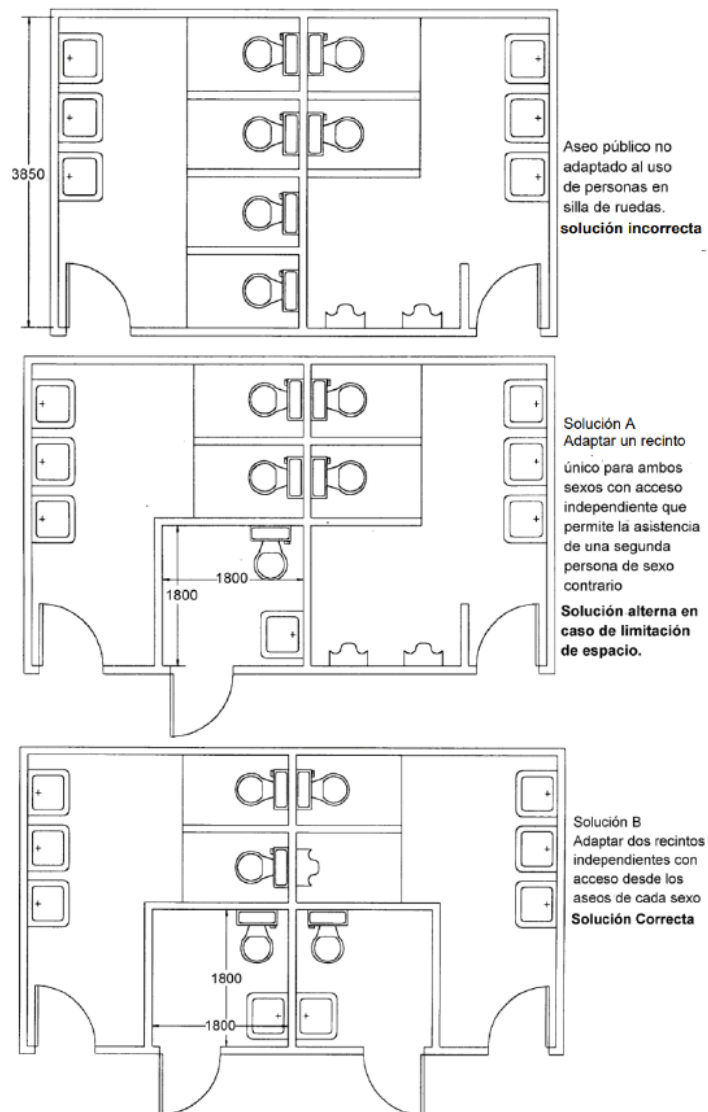 3850
Aseo público no
adaptado al uso
de personas en
silla de ruedas.
solución incorrecta
1800
1800
Solución A
Adaptar un recinto
único para ambos
sexos con acceso
independiente que
permite la asistencia
de una segunda
persona de sexo
contrario
Solución alterna en
caso de limitación
de espacio.
1800
1800
Solución B
Adaptar dos recintos
independientes con
acceso desde los
aseos de cada sexo
Solución Correcta